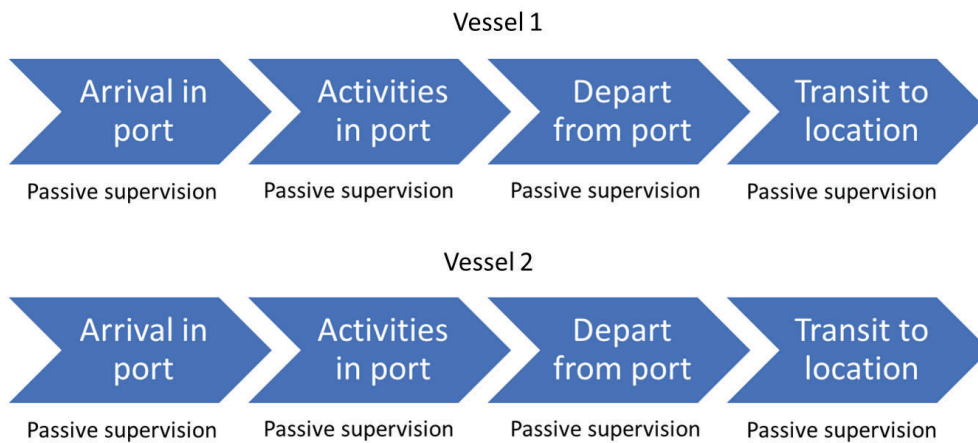 Vessel 1
Arrival in
port
Activities
in port
Depart
from port
Transit to
location
Passive supervision
Passive supervision
Passive supervision
Passive supervision
Vessel 2
Arrival in
port
Activities
in port
Depart
from port
Transit to
location
Passive supervision
Passive supervision
Passive supervision
Passive supervision